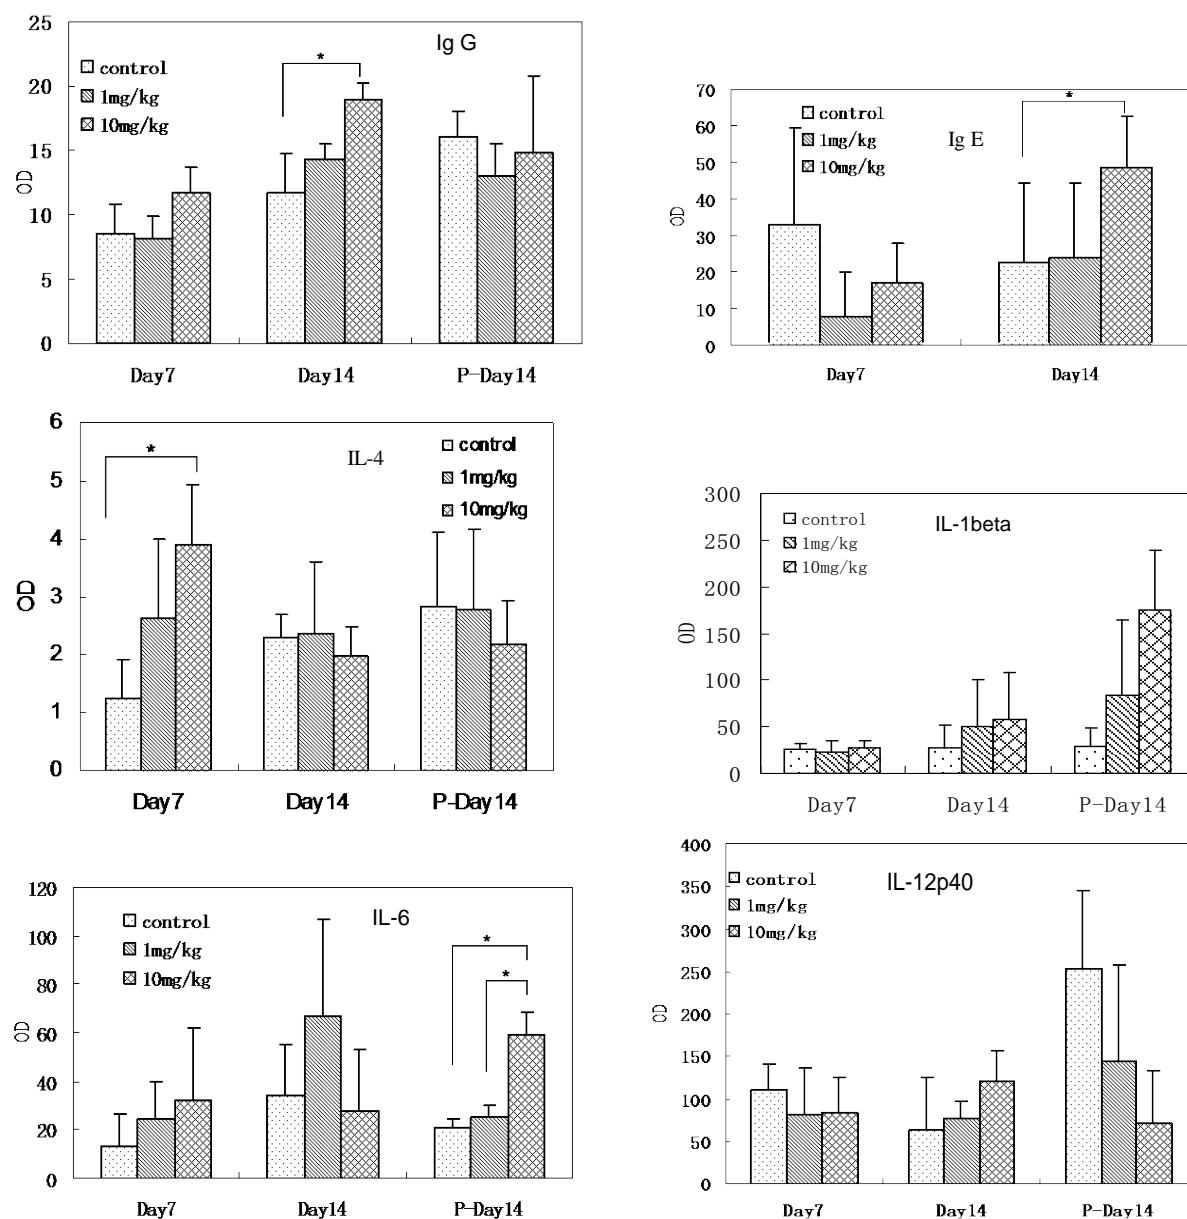 Ig G
25
20
15
10
5
0
OD
control
1mg/kg
10mg/kg
*
Day7 Day14 P-Day14
Ig E
70
60
50
40
30
20
10
0
OD
control
1mg/kg
10mg/kg
*
Day7 Day14
IL-4
6
5
4
3
2
1
0
OD
control
1mg/kg
10mg/kg
*
Day7 Day14 P-Day14
IL-1beta
300
250
200
150
100
50
0
OD
control
1mg/kg
10mg/kg
Day7 Day14 P-Day14
IL-6
120
100
80
60
40
20
0
OD
control
1mg/kg
10mg/kg
*
*
Day7 Day14 P-Day14
IL-12p40
400
350
300
250
200
150
100
50
0
OD
control
1mg/kg
10mg/kg
Day7 Day14 P-Day14